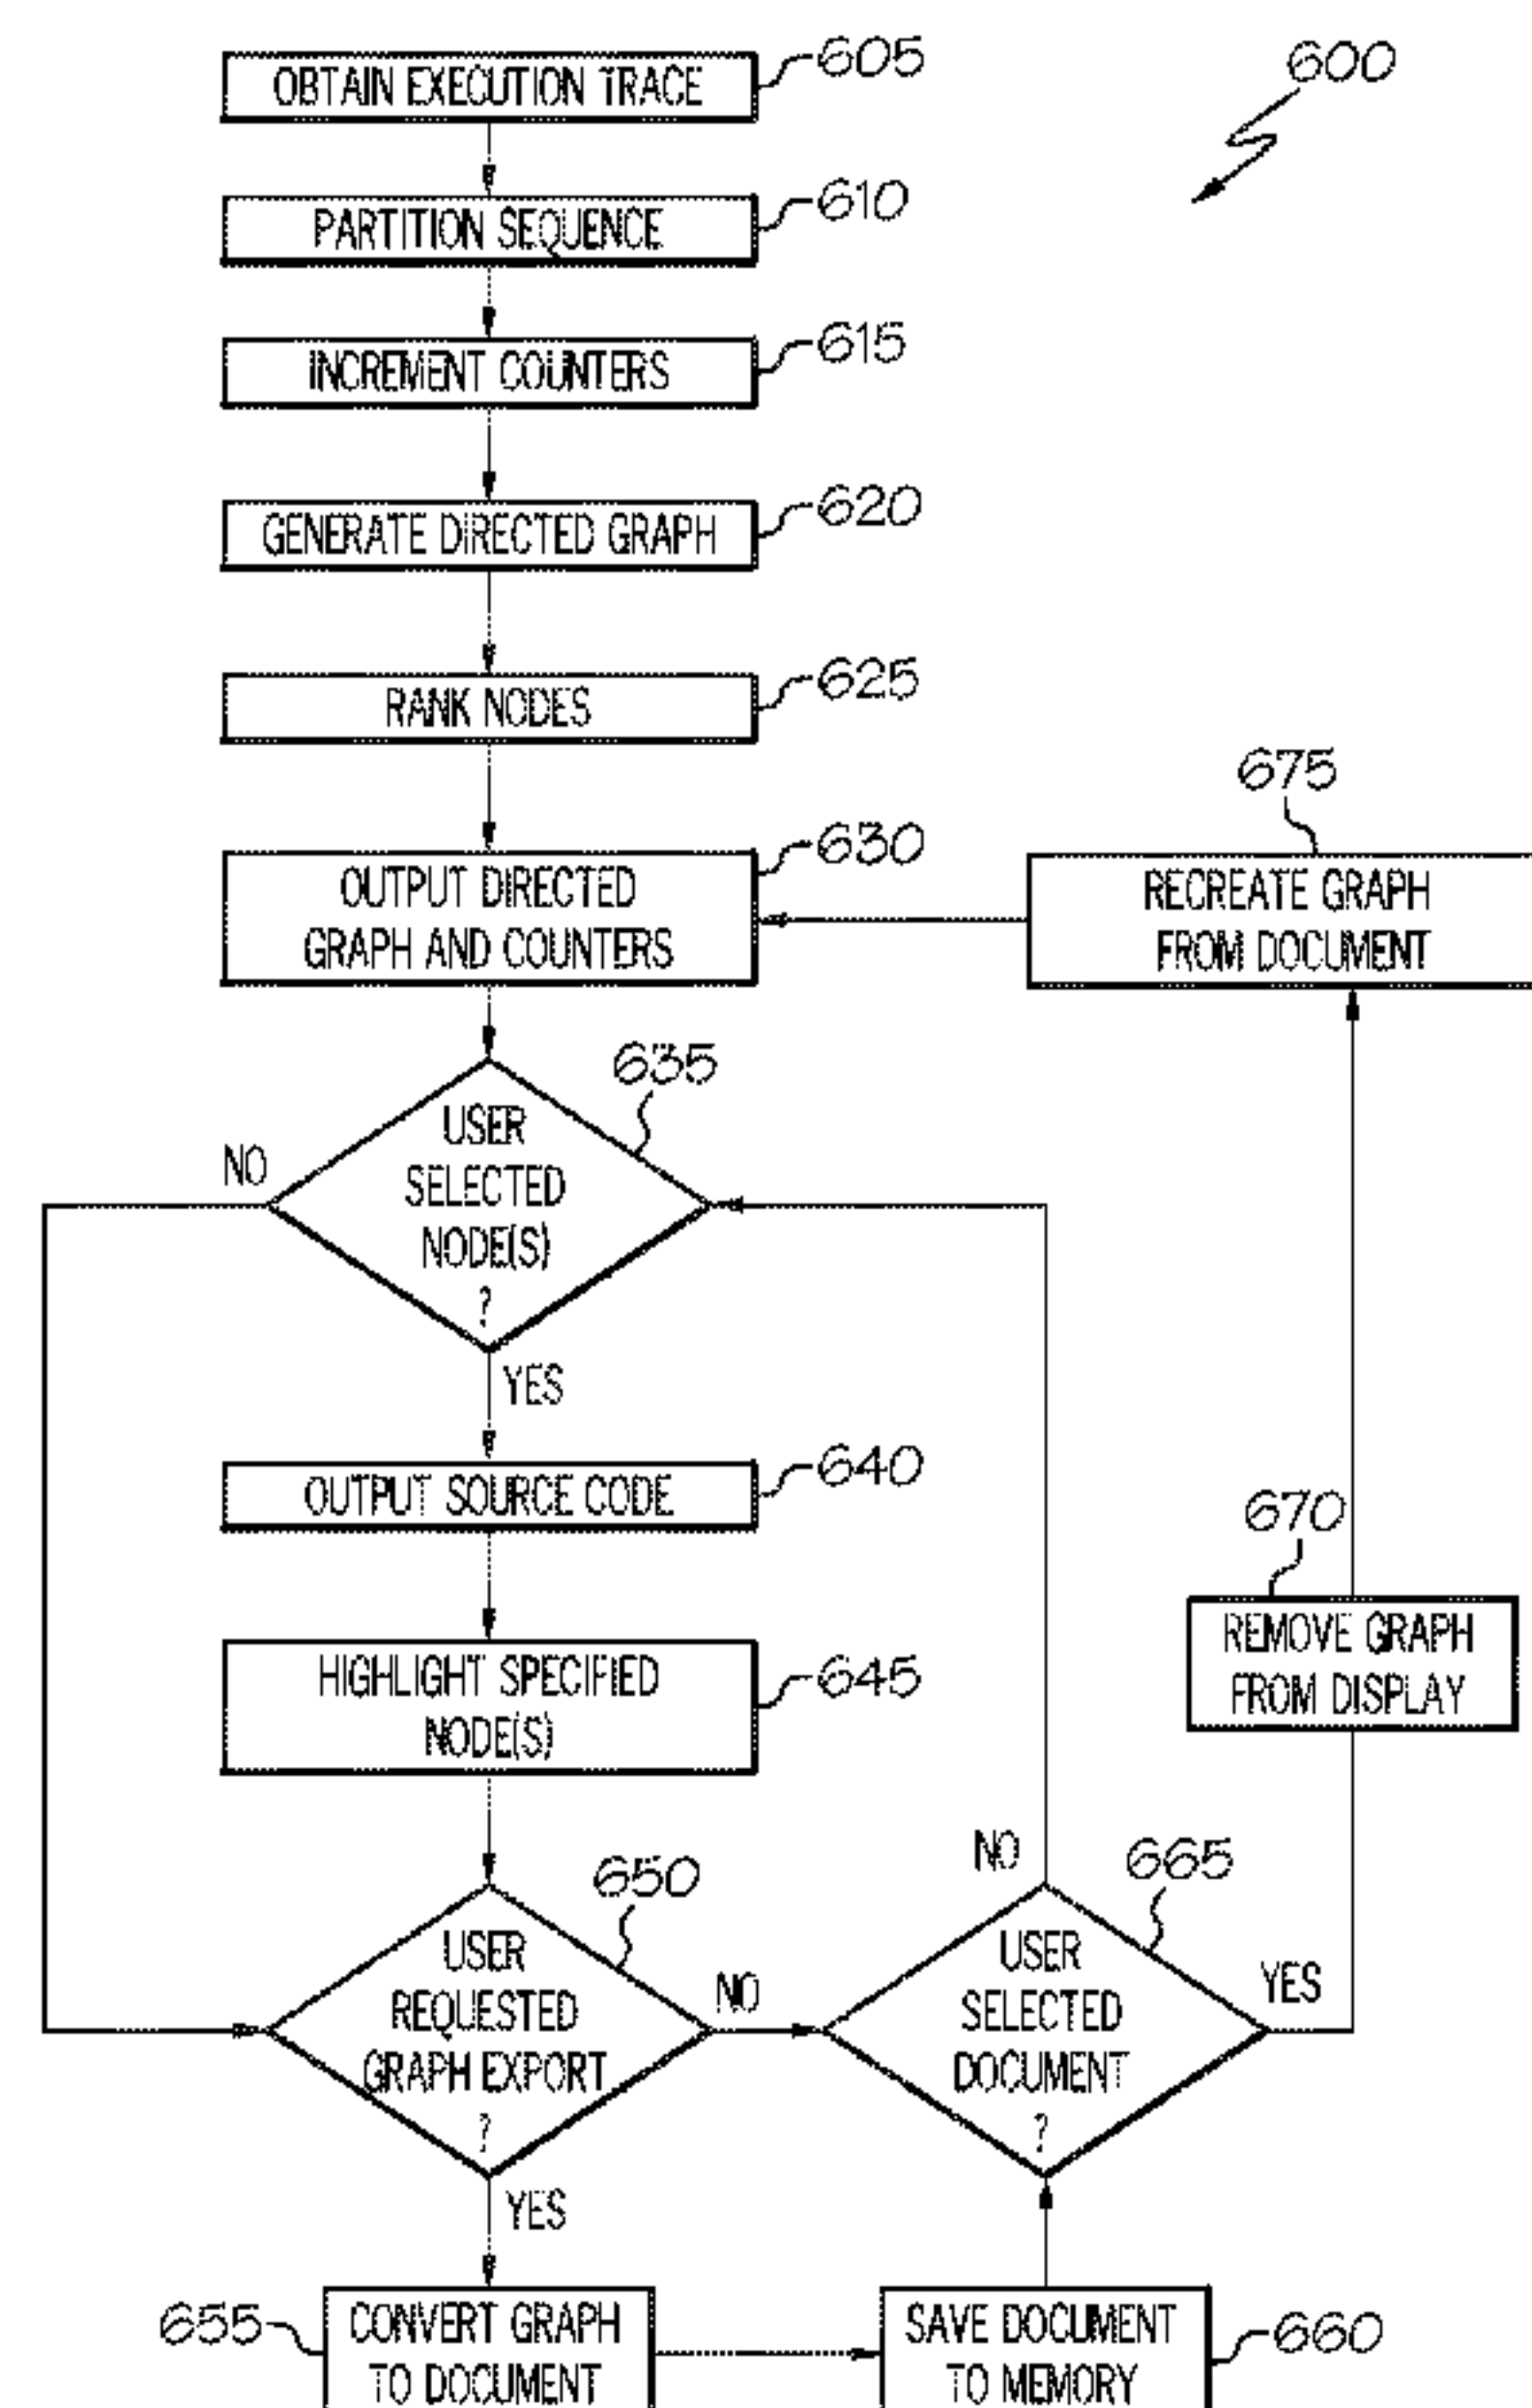 605
OBTAIN EXECUTION TRACE
600
610
PARTITION SEQUENCE
615
INCREMENT COUNTERS
620
GENERATE DIRECTED GRAPH
625
RANK NODES
675
630
OUTPUT DIRECTED
GRAPH AND COUNTERS
RECREATE GRAPH
FROM DOCUMENT
635
USER
SELECTED
NODE(S)
?
NO
YES
640
OUTPUT SOURCE CODE
670
REMOVE GRAPH
FROM DISPLAY
645
HIGHLIGHT SPECIFIED
NODE(S)
650
USER
REQUESTED
GRAPH EXPORT
?
NO
YES
NO
665
USER
SELECTED
DOCUMENT
?
YES
655
CONVERT GRAPH
TO DOCUMENT
SAVE DOCUMENT
TO MEMORY
660